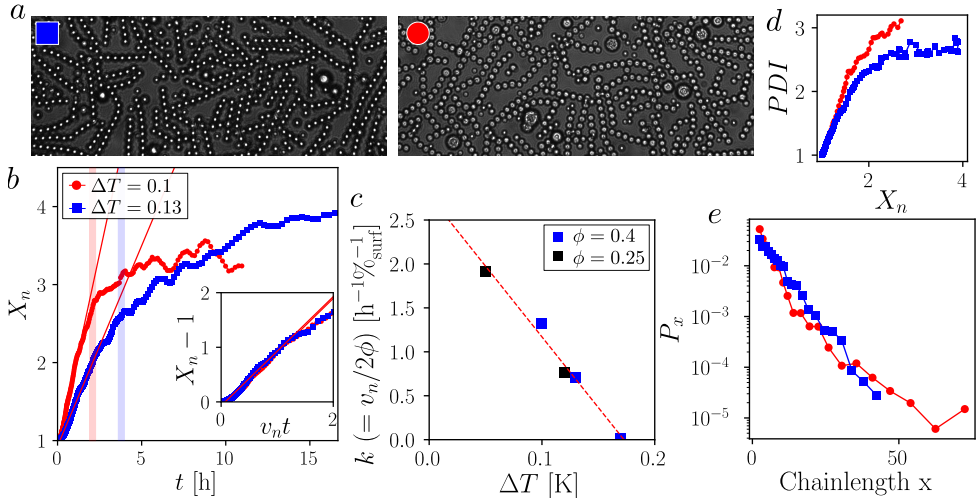 a
b
ΔT = 0.1
ΔT = 0.13
X_n
4
3
2
1
0
5
10
15
t [h]
X_n − 1
2
1
0
0
2
v_n t
c
φ = 0.4
φ = 0.25
k (= v_n/2φ) [h⁻¹%⁻¹_surf]
2.5
2.0
1.5
1.0
0.5
0.0
0.0
0.1
0.2
ΔT [K]
d
PDI
3
2
1
2
4
X_n
e
P_x
10⁻²
10⁻³
10⁻⁴
10⁻⁵
0
50
Chainlength x